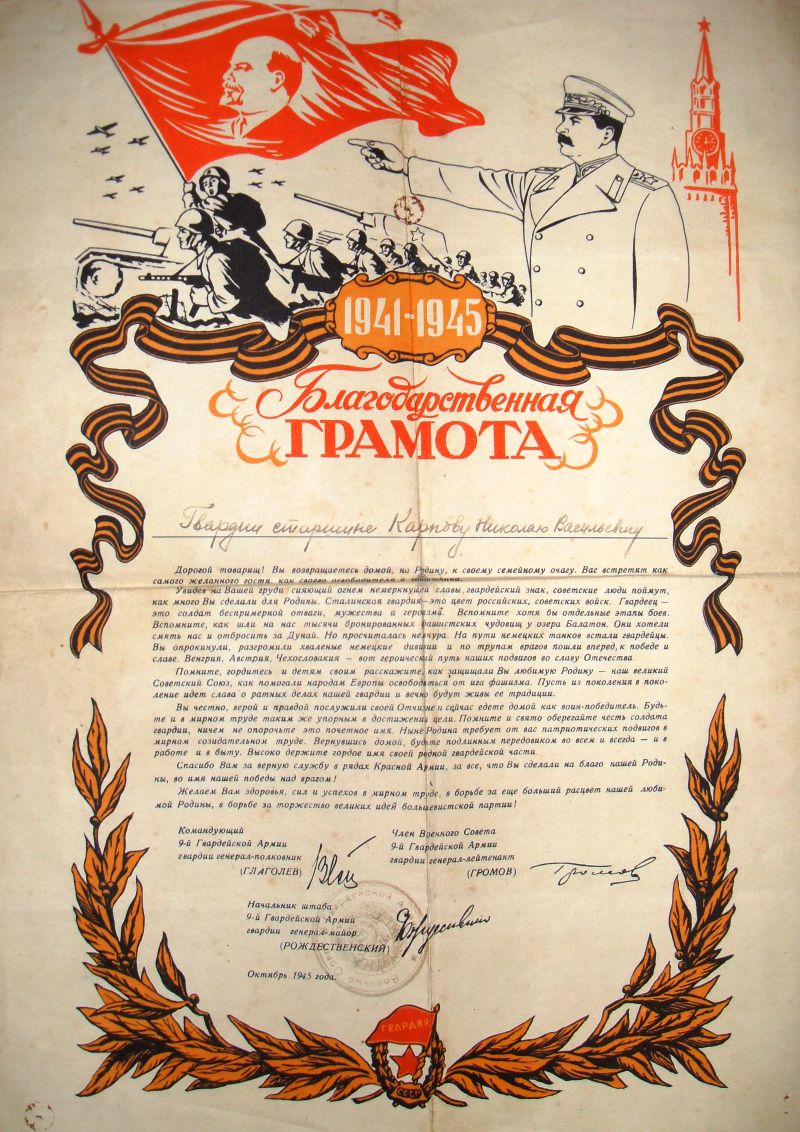 1941-1945
Благодарственная
ГРАМОТА
Гвардии старшине Карпову Николаю Васильевичу
Дорогой товарищ! Вы возвращаетесь домой, на Родину, к своему семейному очагу. Вас встретят как
самого желанного гостя, как своего освободителя и защитника.
Увидев на Вашей груди сияющий огнем немеркнущей славы гвардейский знак, советские люди поймут,
как много Вы сделали для Родины. Сталинская гвардия—это цвет российских, советских войск. Гвардеец —
это солдат беспримерной отваги, мужества и героизма. Вспомните хотя бы отдельные этапы боев.
Вспомните, как шли на нас тысячи бронированных фашистских чудовищ у озера Балатон. Они хотели
смять нас и отбросить за Дунай. Но просчиталась немчура. На пути немецких танков встали гвардейцы.
Вы опрокинули, разгромили хваленые немецкие дивизии и по трупам врагов пошли вперед, к победе и
славе. Венгрия, Австрия, Чехословакия — вот героический путь наших подвигов во славу Отечества.
Помните, гордитесь и детям своим расскажите, как защищали Вы любимую Родину — наш великий
Советский Союз, как помогали народам Европы освободиться от ига фашизма. Пусть из поколения в поко-
ление идет слава о ратных делах нашей гвардии и вечно будут живы ее традиции.
Вы честно, верой и правдой послужили своей Отчизне и сейчас едете домой как воин-победитель. Будь-
те и в мирном труде таким же упорным в достижении цели. Помните и свято оберегайте честь солдата
гвардии, ничем не опорочьте это почетное имя. Ныне Родина требует от вас патриотических подвигов в
мирном созидательном труде. Вернувшись домой, будьте подлинным передовиком во всем и всегда — и в
работе и в быту. Высоко держите гордое имя своей родной гвардейской части.
Спасибо Вам за верную службу в рядах Красной Армии, за все, что Вы сделали на благо нашей Роди-
ны, во имя нашей победы над врагом!
Желаем Вам здоровья, сил и успехов в мирном труде, в борьбе за еще больший расцвет нашей люби-
мой Родины, в борьбе за торжество великих идей большевистской партии!
Командующий
9-й Гвардейской Армии
гвардии генерал-полковник
(ГЛАГОЛЕВ)
Член Военного Совета
9-й Гвардейской Армии
гвардии генерал-лейтенант
(ГРОМОВ)
Громов
Начальник штаба
9-й Гвардейской Армии
гвардии генерал-майор
(РОЖДЕСТВЕНСКИЙ)
Октябрь 1945 года.
ГВАРДИЯ
СССР